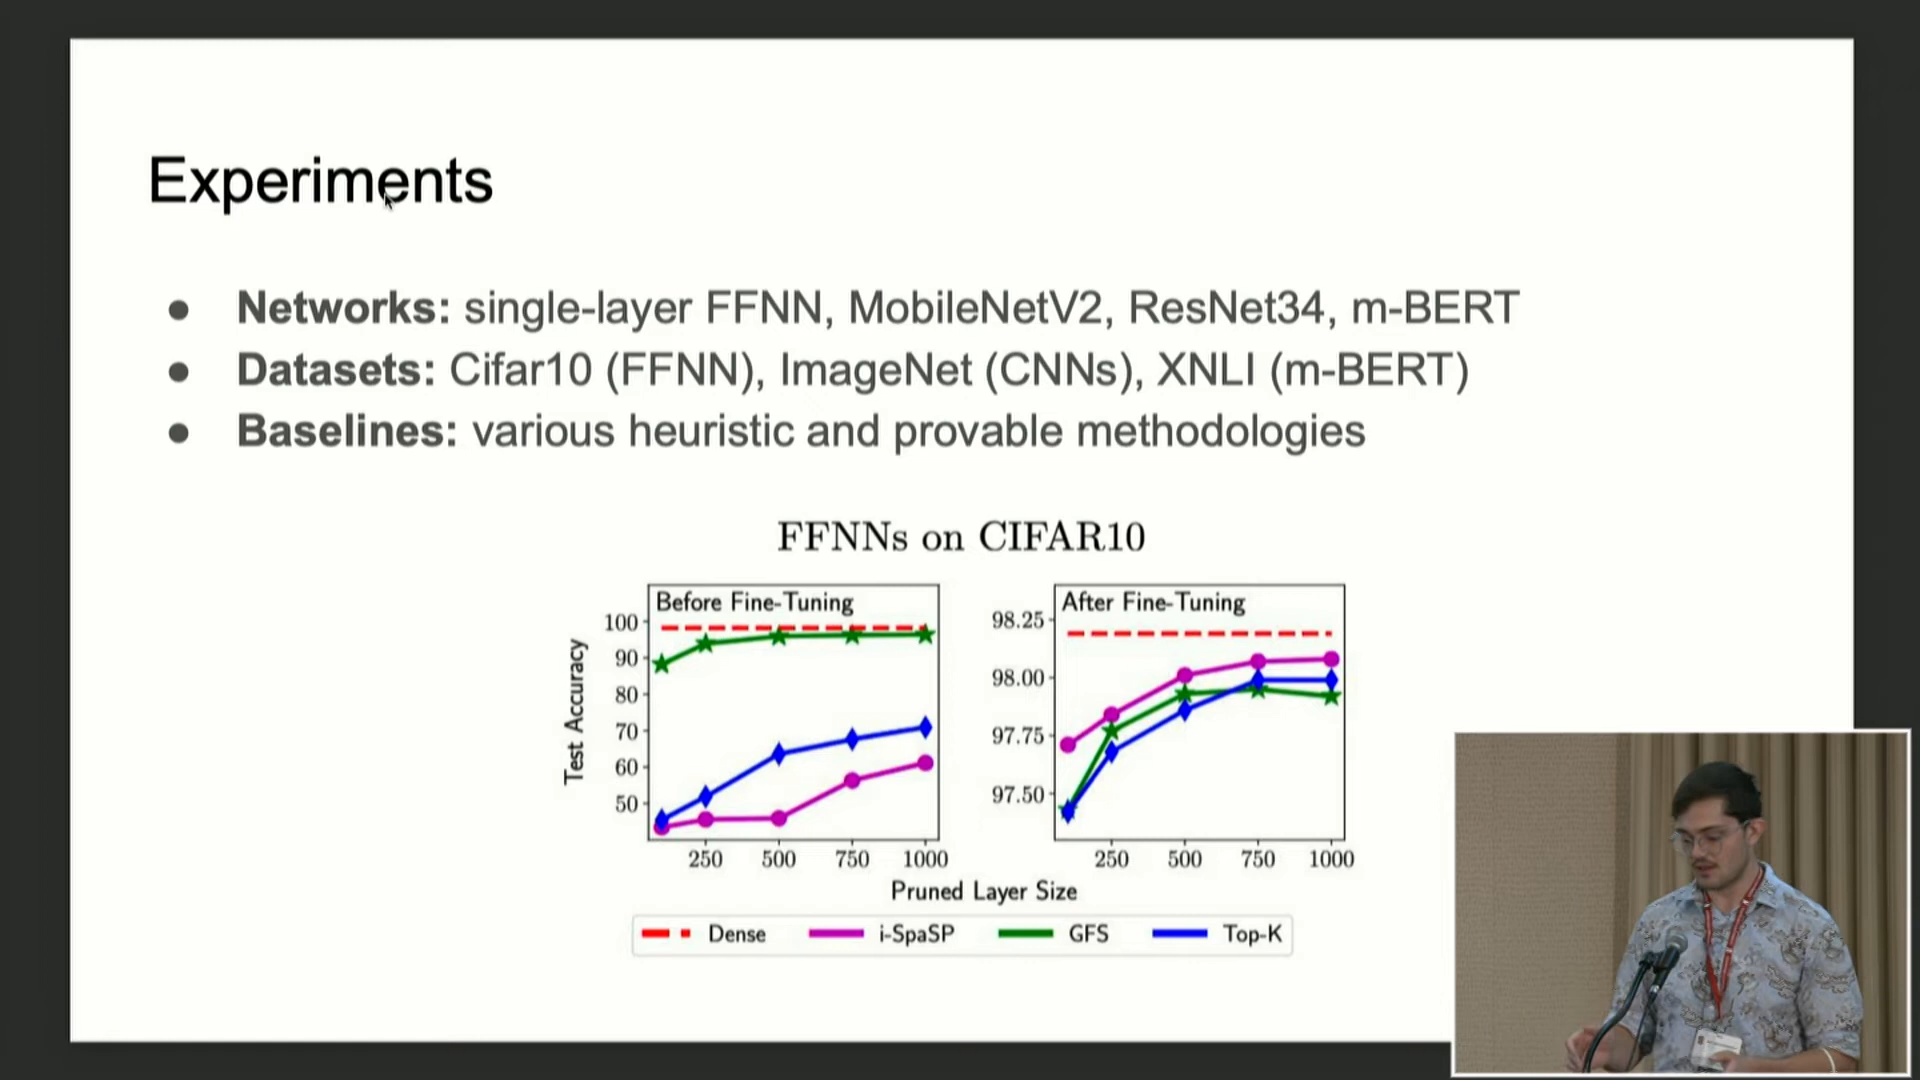 Experiments
● Networks: single-layer FFNN, MobileNetV2, ResNet34, m-BERT
● Datasets: Cifar10 (FFNN), ImageNet (CNNs), XNLI (m-BERT)
● Baselines: various heuristic and provable methodologies
FFNNs on CIFAR10
Before Fine-Tuning
100
90
80
70
60
50
Test Accuracy
250 500 750 1000
After Fine-Tuning
98.25
98.00
97.75
97.50
250 500 750 1000
Pruned Layer Size
Dense i-SpaSP GFS Top-K